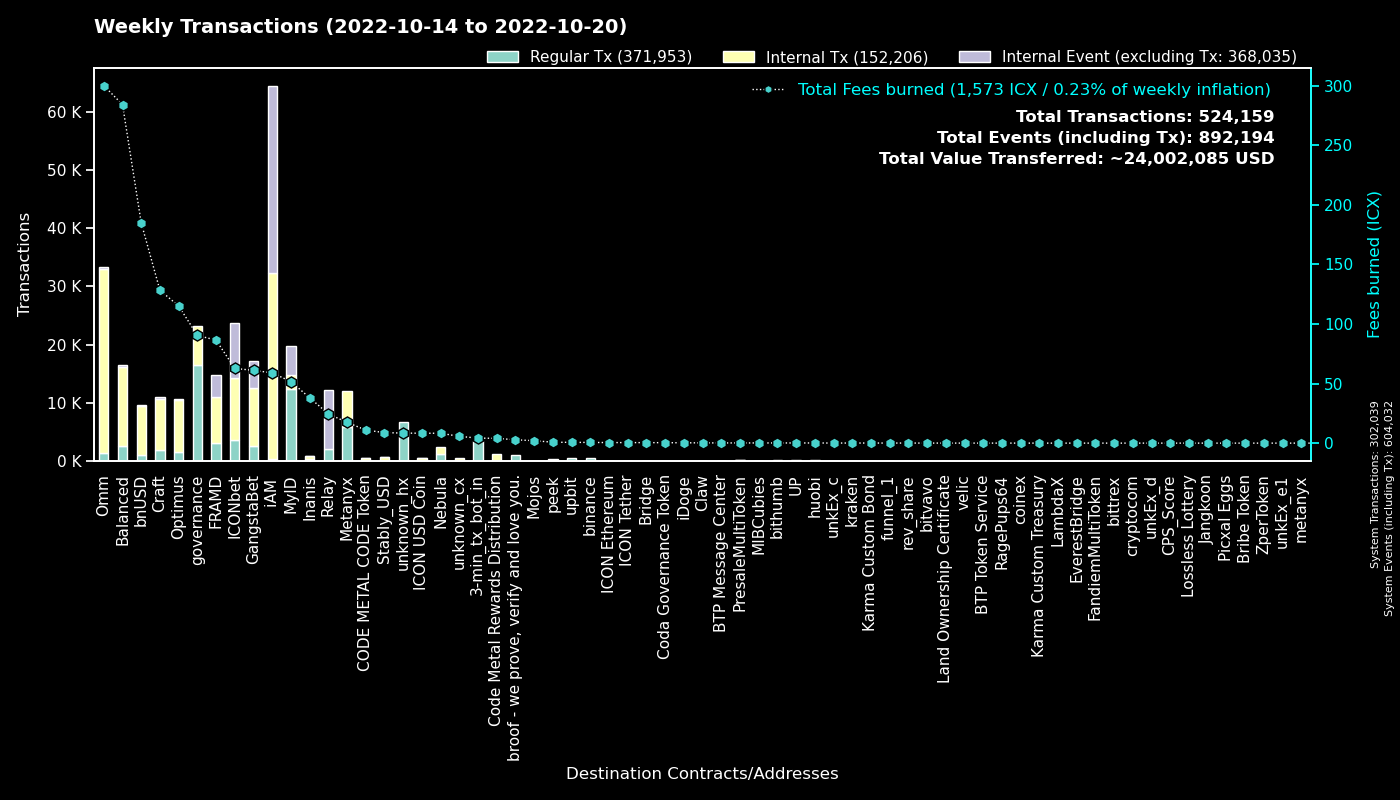 Weekly Transactions (2022-10-14 to 2022-10-20)
Regular Tx (371,953)
Internal Tx (152,206)
Internal Event (excluding Tx: 368,035)
Total Fees burned (1,573 ICX / 0.23% of weekly inflation)
Total Transactions: 524,159
Total Events (including Tx): 892,194
Total Value Transferred: ~24,002,085 USD
Transactions
60 K
50 K
40 K
30 K
20 K
10 K
0 K
300
250
200
150
100
50
0
Fees burned (ICX)
System Transactions: 302,039
System Events (including Tx): 604,032
Omm
Balanced
bnUSD
Craft
Optimus
governance
FRAMD
ICONbet
GangstaBet
iAM
MyID
Inanis
Relay
Metanyx
CODE METAL CODE Token
Stably_USD
unknown_hx
ICON USD Coin
Nebula
unknown_cx
3-min_tx_bot_in
Code Metal Rewards Distribution
broof - we prove, verify and love you.
Mojos
peek
upbit
binance
ICON Ethereum
ICON Tether
Bridge
Coda Governance Token
iDoge
Claw
BTP Message Center
PresaleMultiToken
MIBCubies
bithumb
UP
huobi
unkEx_c
kraken
Karma Custom Bond
funnel_1
rev_share
bitvavo
Land Ownership Certificate
velic
BTP Token Service
RagePups64
coinex
Karma Custom Treasury
LambdaX
EverestBridge
FandiemMultiToken
bittrex
cryptocom
unkEx_d
CPS_Score
Lossless_Lottery
Jangkoon
Picxal Eggs
Bribe Token
ZperToken
unkEx_e1
metanyx
Destination Contracts/Addresses